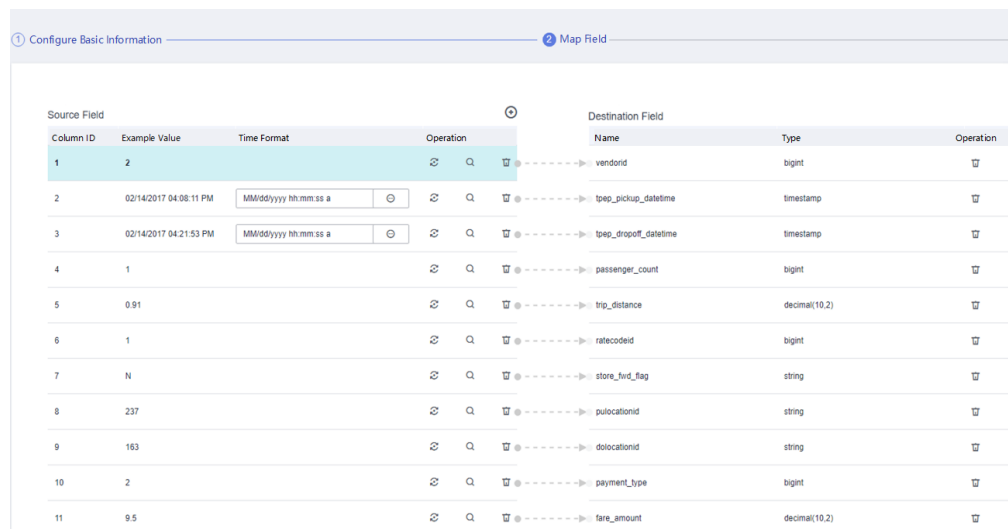 1 Configure Basic Information 2 Map Field
Source Field Destination Field
Column ID Example Value Time Format Operation Name Type Operation
1 2 vendorid bigint
2 02/14/2017 04:08:11 PM MM/dd/yyyy hh:mm:ss a tpep_pickup_datetime timestamp
3 02/14/2017 04:21:53 PM MM/dd/yyyy hh:mm:ss a tpep_dropoff_datetime timestamp
4 1 passenger_count bigint
5 0.91 trip_distance decimal(10,2)
6 1 ratecodeid bigint
7 N store_fwd_flag string
8 237 pulocationid string
9 163 dolocationid string
10 2 payment_type bigint
11 9.5 fare_amount decimal(10,2)